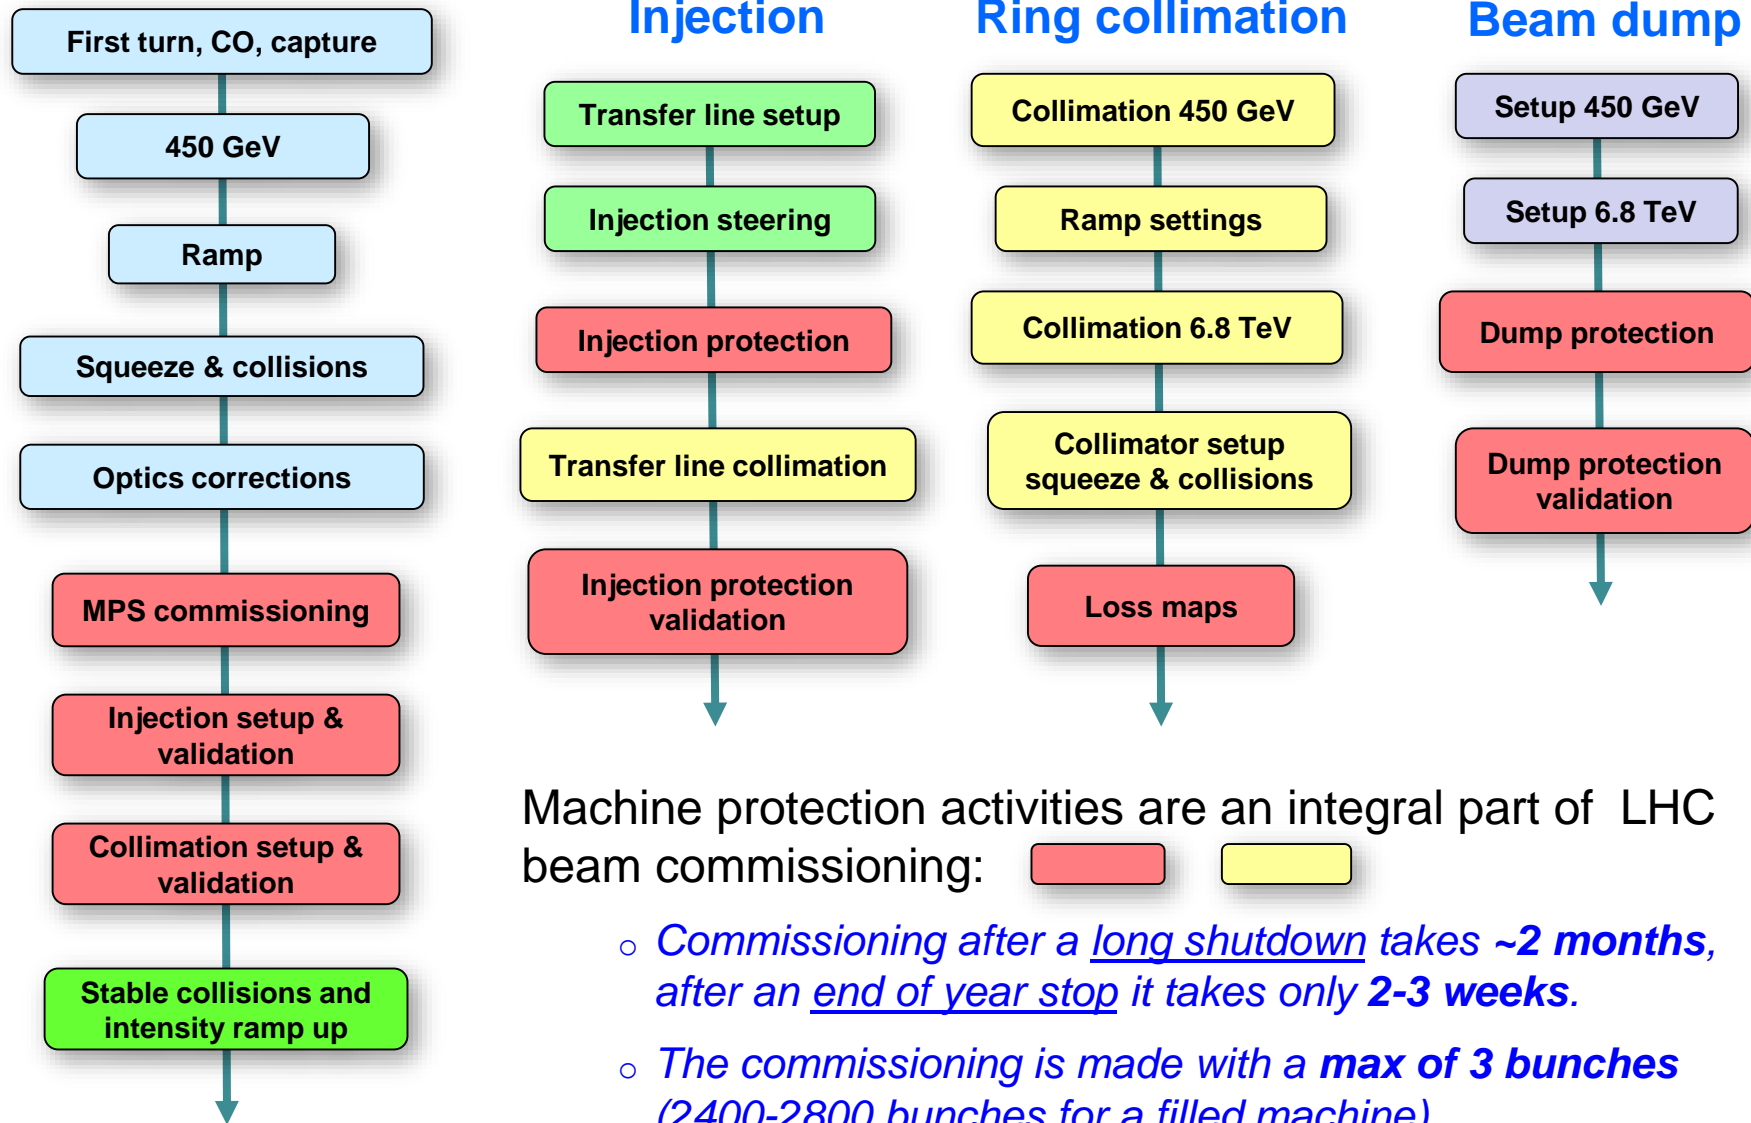 First turn, CO, capture
450 GeV
Ramp
Squeeze & collisions
Optics corrections
MPS commissioning
Injection setup &
validation
Collimation setup &
validation
Stable collisions and
intensity ramp up
Injection
Transfer line setup
Injection steering
Injection protection
Transfer line collimation
Injection protection
validation
Ring collimation
Collimation 450 GeV
Ramp settings
Collimation 6.8 TeV
Collimator setup
squeeze & collisions
Loss maps
Beam dump
Setup 450 GeV
Setup 6.8 TeV
Dump protection
Dump protection
validation
Machine protection activities are an integral part of LHC
beam commissioning:
○ Commissioning after a long shutdown takes ~2 months,
after an end of year stop it takes only 2-3 weeks.
○ The commissioning is made with a max of 3 bunches
(2400-2800 bunches for a filled machine)